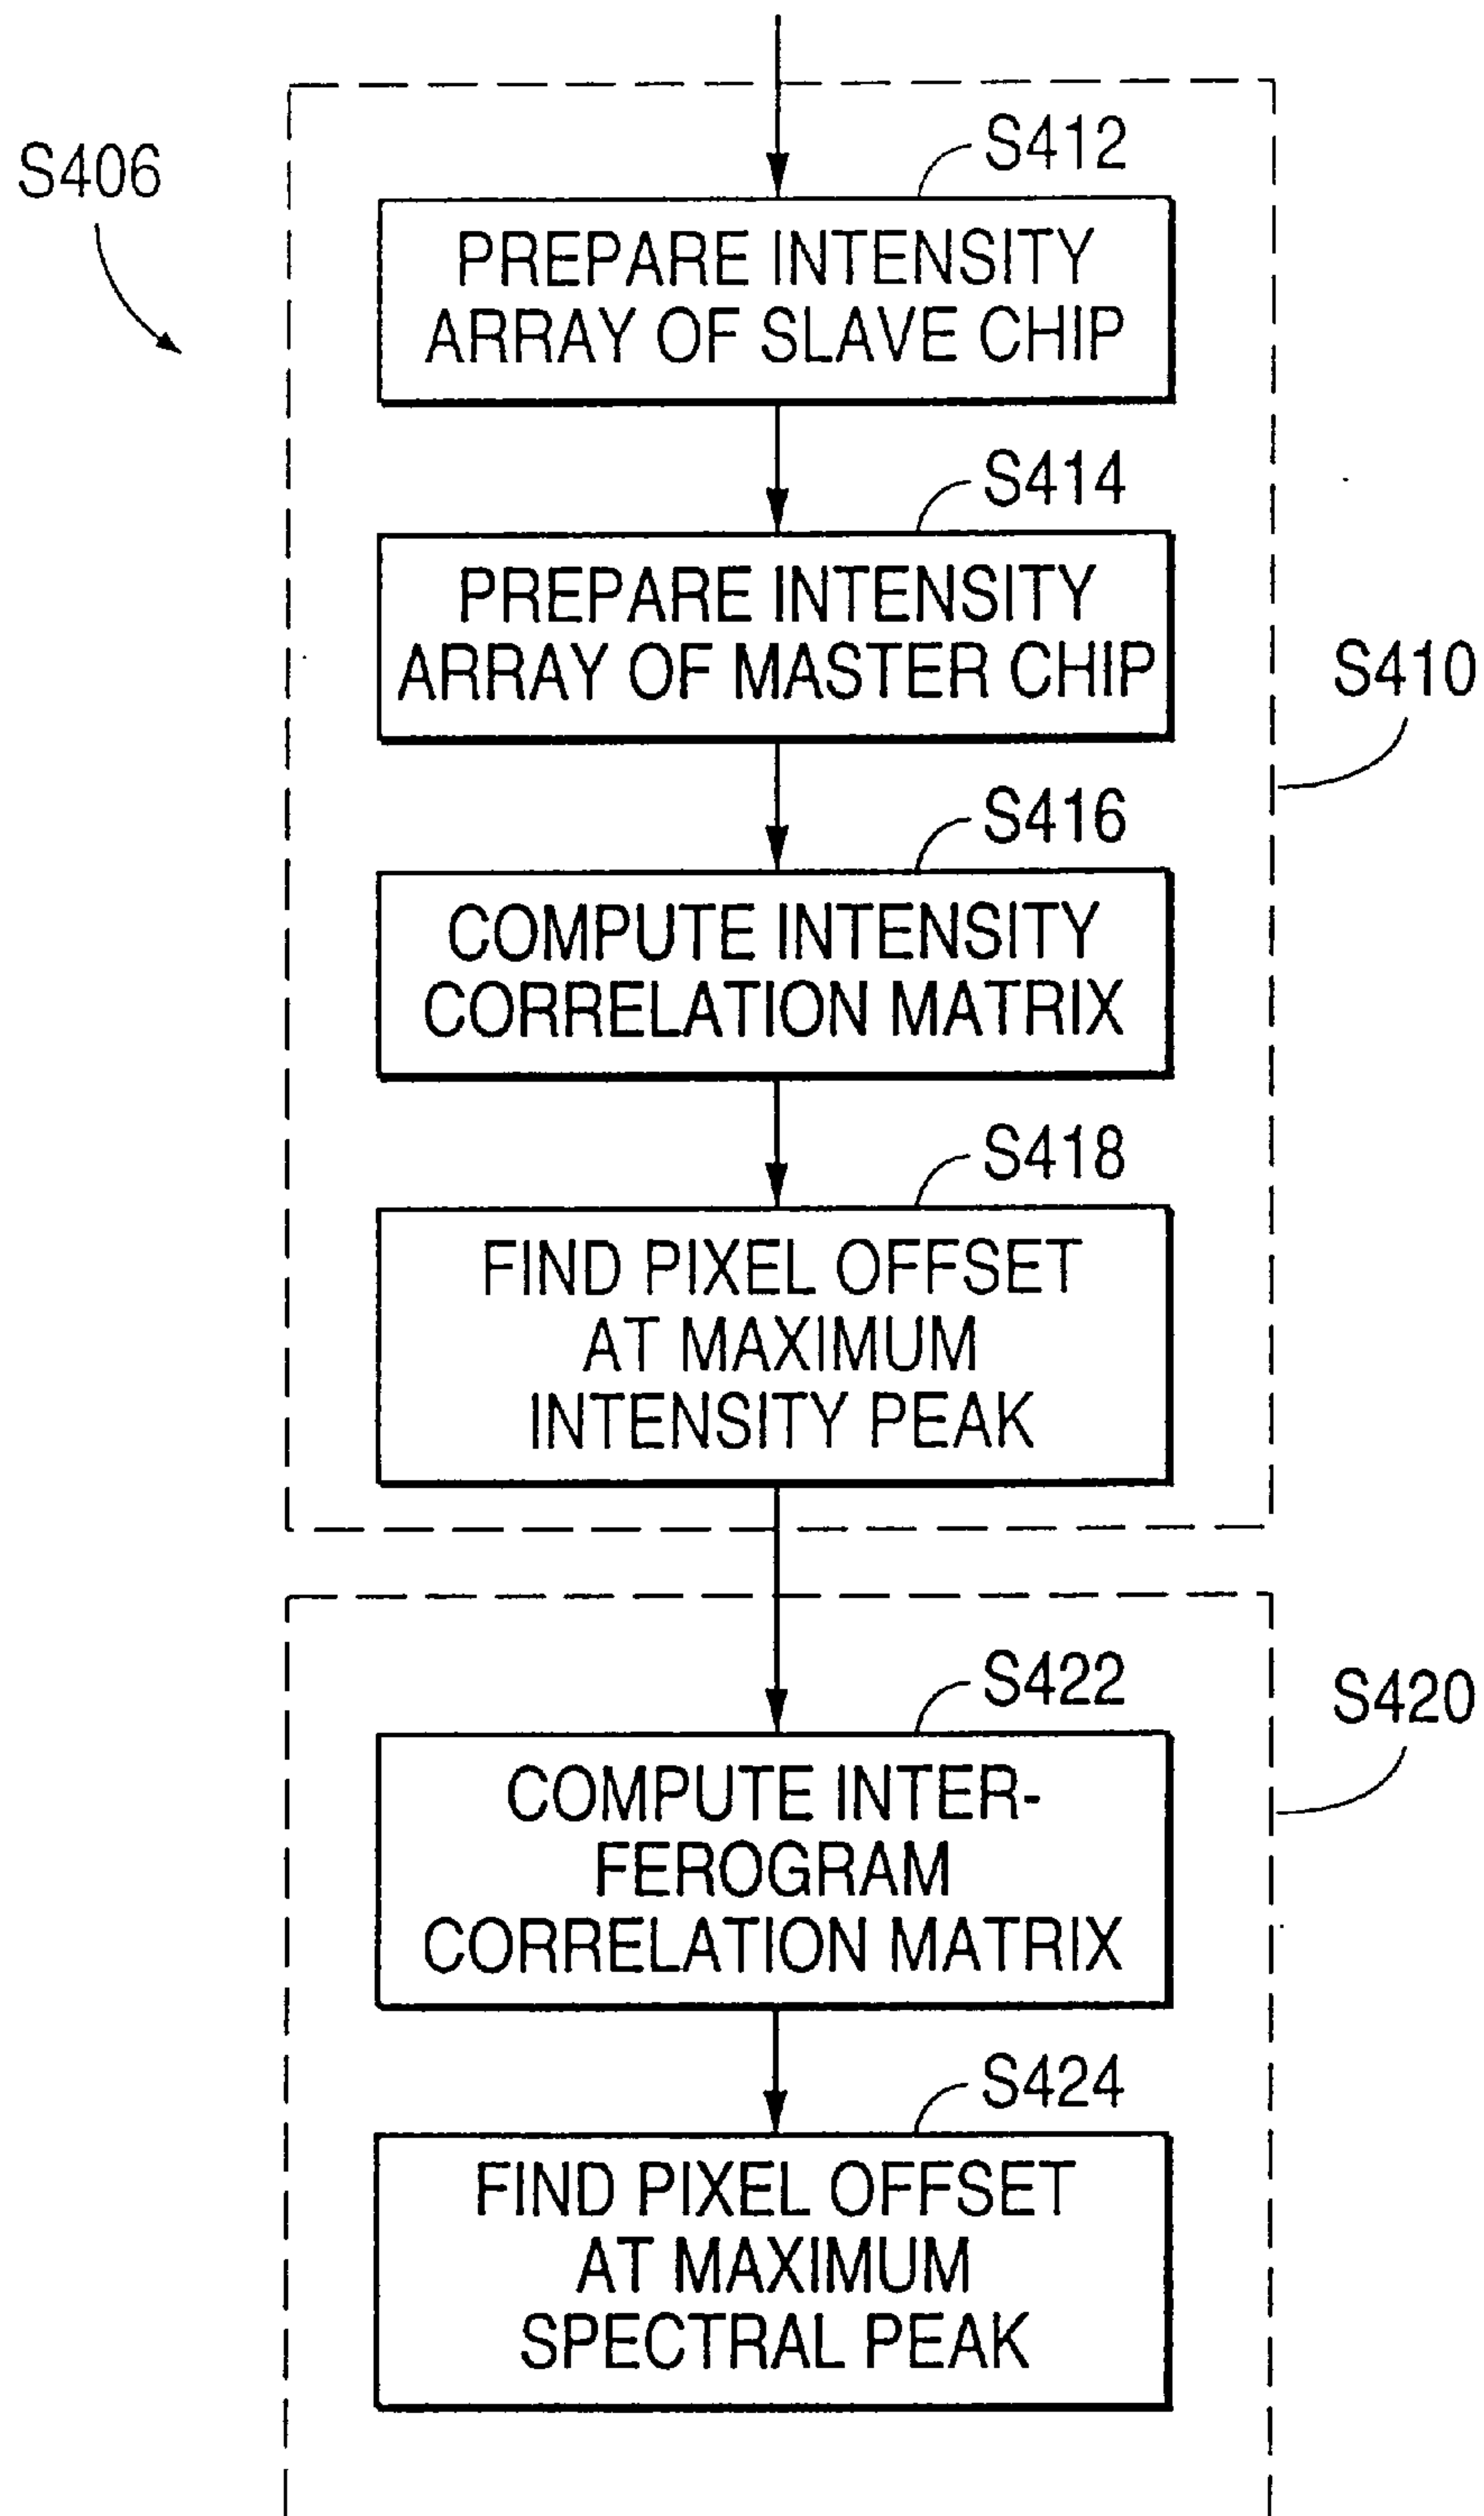 S406
S412
PREPARE INTENSITY
ARRAY OF SLAVE CHIP
S414
PREPARE INTENSITY
ARRAY OF MASTER CHIP
S410
S416
COMPUTE INTENSITY
CORRELATION MATRIX
S418
FIND PIXEL OFFSET
AT MAXIMUM
INTENSITY PEAK
S422
S420
COMPUTE INTER-
FEROGRAM
CORRELATION MATRIX
S424
FIND PIXEL OFFSET
AT MAXIMUM
SPECTRAL PEAK